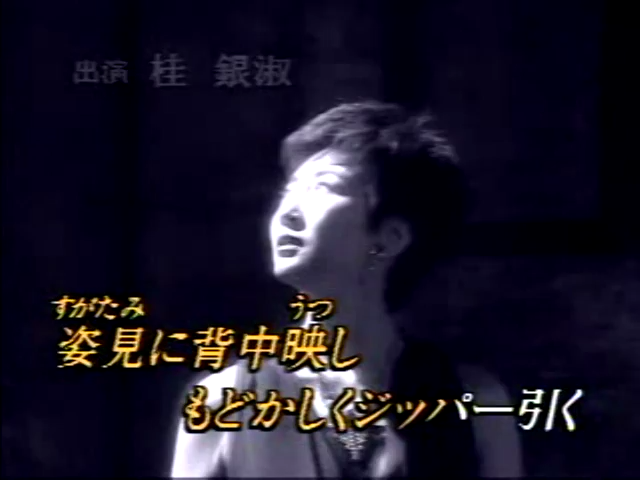 出演 桂 銀淑
すがたみ うつ
姿見に背中映し
もどかしくジッパー引く